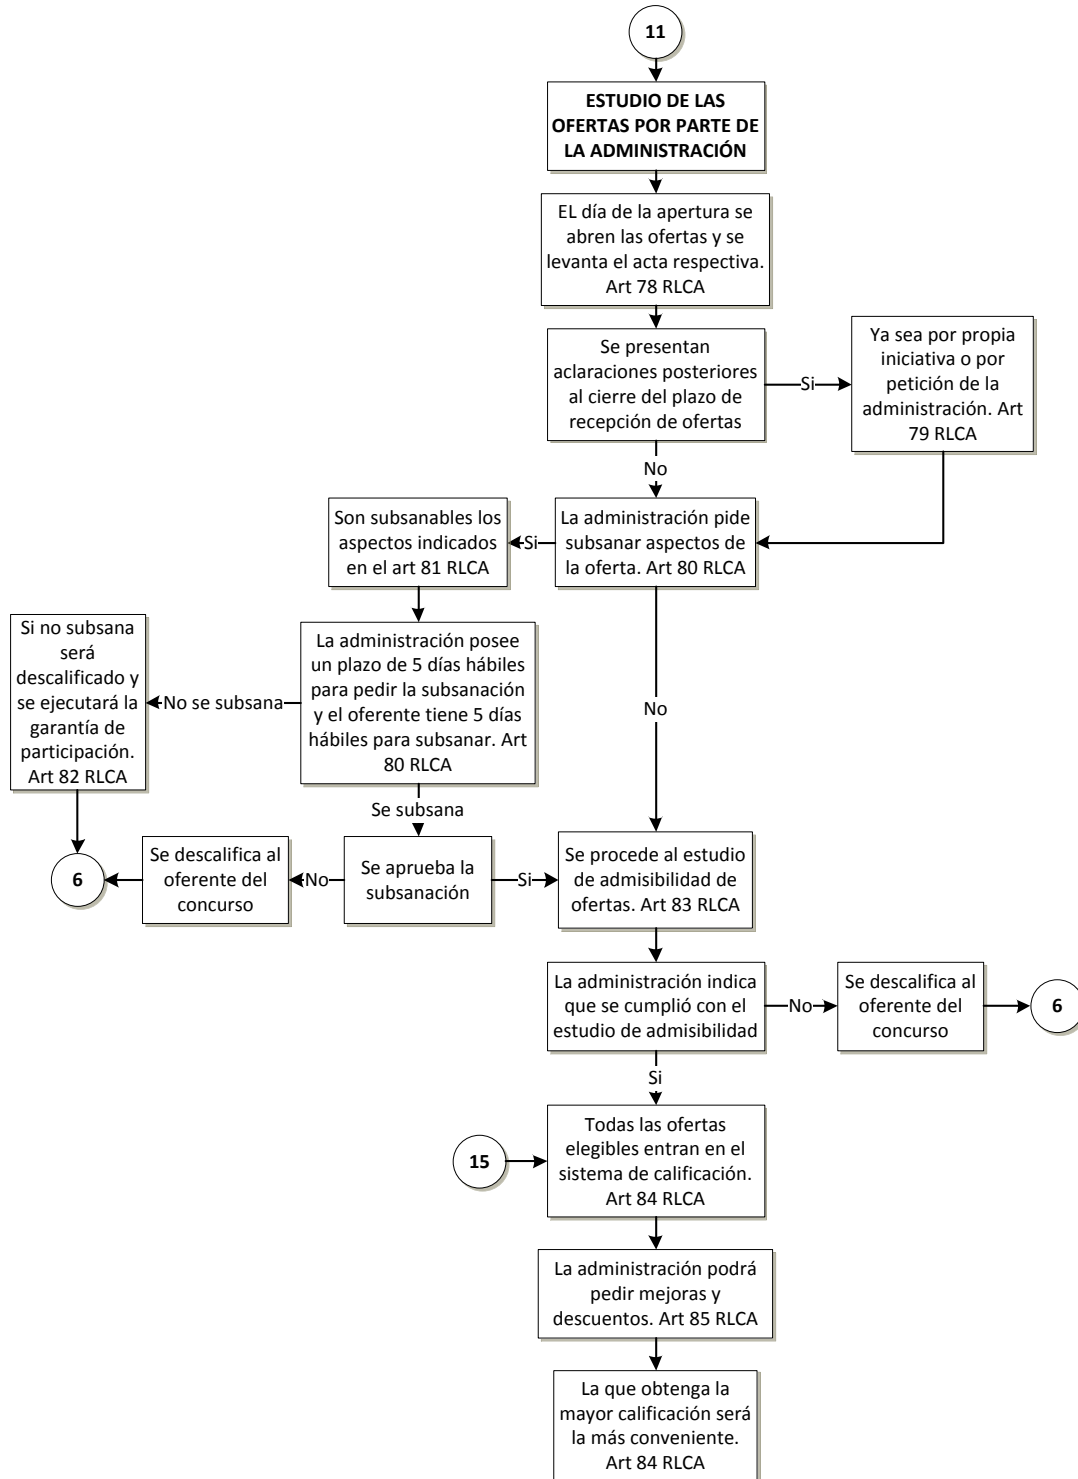 11
ESTUDIO DE LAS
OFERTAS POR PARTE DE
LA ADMINISTRACIÓN
EL día de la apertura se
abren las ofertas y se
levanta el acta respectiva.
Art 78 RLCA
Se presentan
aclaraciones posteriores
al cierre del plazo de
recepción de ofertas
Si
Ya sea por propia
iniciativa o por
petición de la
administración. Art
79 RLCA
No
La administración pide
subsanar aspectos de
la oferta. Art 80 RLCA
Si
Son subsanables los
aspectos indicados
en el art 81 RLCA
La administración posee
un plazo de 5 días hábiles
para pedir la subsanación
y el oferente tiene 5 días
hábiles para subsanar. Art
80 RLCA
No se subsana
Si no subsana
será
descalificado y
se ejecutará la
garantía de
participación.
Art 82 RLCA
No
Se subsana
Se aprueba la
subsanación
No
Se descalifica al
oferente del
concurso
6
Si
Se procede al estudio
de admisibilidad de
ofertas. Art 83 RLCA
La administración indica
que se cumplió con el
estudio de admisibilidad
No
Se descalifica al
oferente del
concurso
6
Si
15
Todas las ofertas
elegibles entran en el
sistema de calificación.
Art 84 RLCA
La administración podrá
pedir mejoras y
descuentos. Art 85 RLCA
La que obtenga la
mayor calificación será
la más conveniente.
Art 84 RLCA